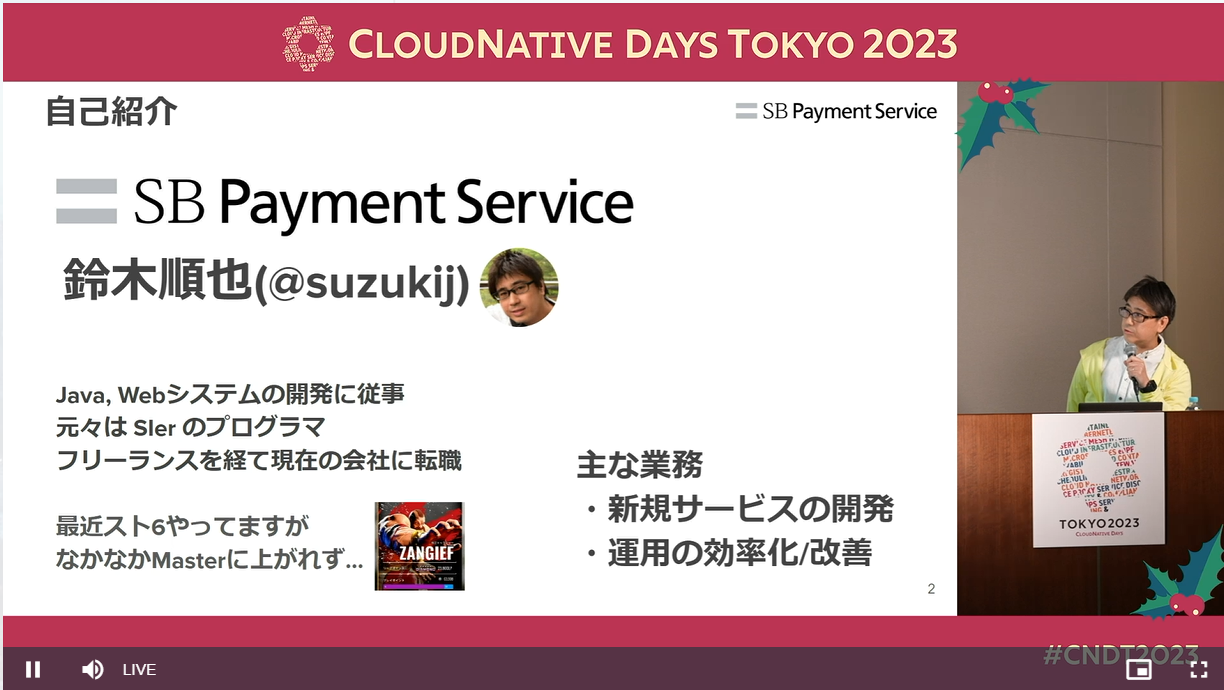 CLOUDNATIVE DAYS TOKYO 2023
自己紹介
SB Payment Service
SB Payment Service
鈴木順也(@suzukij)
Java, Webシステムの開発に従事
元々は SIer のプログラマ
フリーランスを経て現在の会社に転職
最近スト6やってますが
なかなかMasterに上がれず...
ZANGIEF
主な業務
・新規サービスの開発
・運用の効率化/改善
2
TOKYO2023
CLOUDNATIVE DAYS
#CNDT2023
LIVE